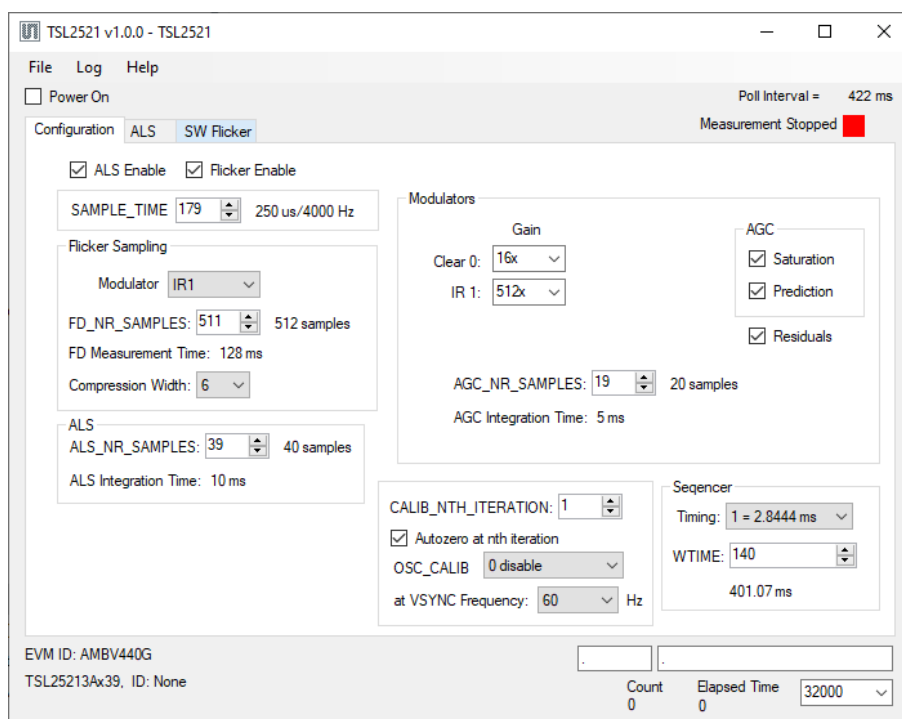 TSL2521 v1.0.0 - TSL2521
File Log Help
Power On
Poll Interval = 422 ms
Configuration ALS SW Flicker
Measurement Stopped
ALS Enable Flicker Enable
SAMPLE_TIME 179 250 us/4000 Hz
Flicker Sampling
Modulator IR1
FD_NR_SAMPLES: 511 512 samples
FD Measurement Time: 128 ms
Compression Width: 6
ALS
ALS_NR_SAMPLES: 39 40 samples
ALS Integration Time: 10 ms
Modulators
Gain
Clear 0: 16x
IR 1: 512x
AGC
Saturation
Prediction
Residuals
AGC_NR_SAMPLES: 19 20 samples
AGC Integration Time: 5 ms
CALIB_NTH_ITERATION: 1
Autozero at nth iteration
OSC_CALIB 0 disable
at VSYNC Frequency: 60 Hz
Seqencer
Timing: 1 = 2.8444 ms
WTIME: 140
401.07 ms
EVM ID: AMBV440G
TSL25213Ax39, ID: None
. .
Count Elapsed Time 32000
0 0